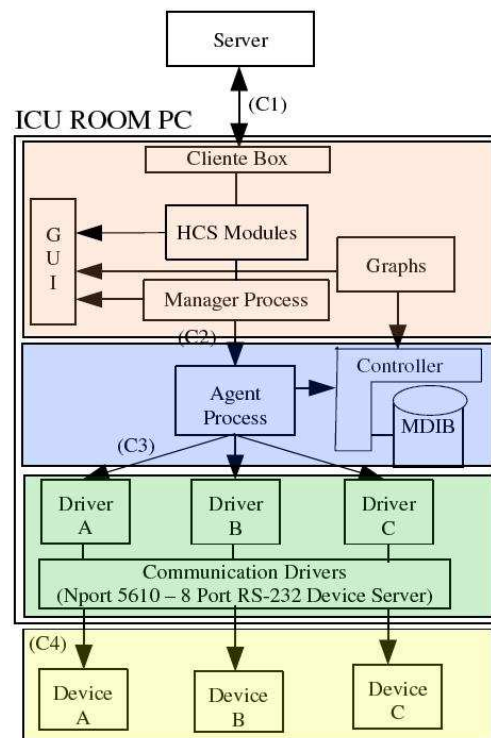 Server
(C1)
ICU ROOM PC
Cliente Box
G
U
I
HCS Modules
Graphs
Manager Process
(C2)
Controller
Agent
Process
MDIB
(C3)
Driver
A
Driver
B
Driver
C
Communication Drivers
(Nport 5610 – 8 Port RS-232 Device Server)
(C4)
Device
A
Device
B
Device
C